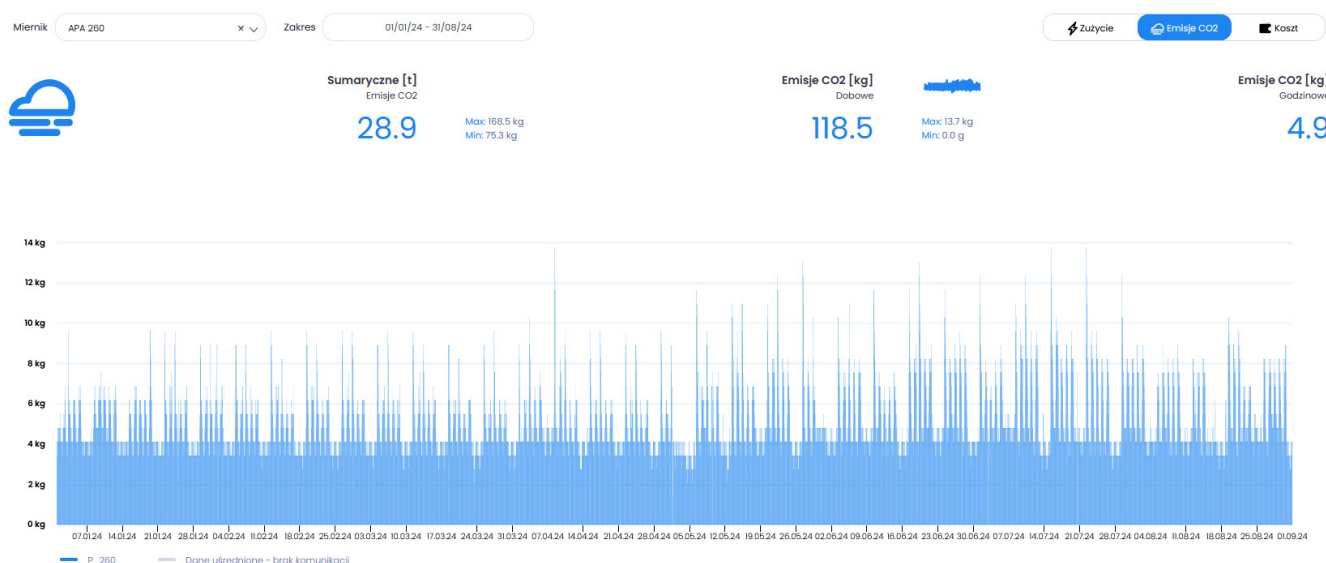 Miernik APA 260 × Zakres 01/01/24 - 31/08/24 Zużycie Emisje CO2 Koszt
Sumaryczne [t] Emisje CO2 [kg] Emisje CO2 [kg]
Emisje CO2 Dobowe Godzinowe
28.9 Max: 168.5 kg 118.5 Max: 13.7 kg 4.9
Min: 75.3 kg Min: 0.0 g
14 kg
12 kg
10 kg
8 kg
6 kg
4 kg
2 kg
0 kg
07.01.24 14.01.24 21.01.24 28.01.24 04.02.24 11.02.24 18.02.24 25.02.24 03.03.24 10.03.24 17.03.24 24.03.24 31.03.24 07.04.24 14.04.24 21.04.24 28.04.24 05.05.24 12.05.24 19.05.24 26.05.24 02.06.24 09.06.24 16.06.24 23.06.24 30.06.24 07.07.24 14.07.24 21.07.24 28.07.24 04.08.24 11.08.24 18.08.24 25.08.24 01.09.24
P_260 Dane uśrednione - brak komunikacji